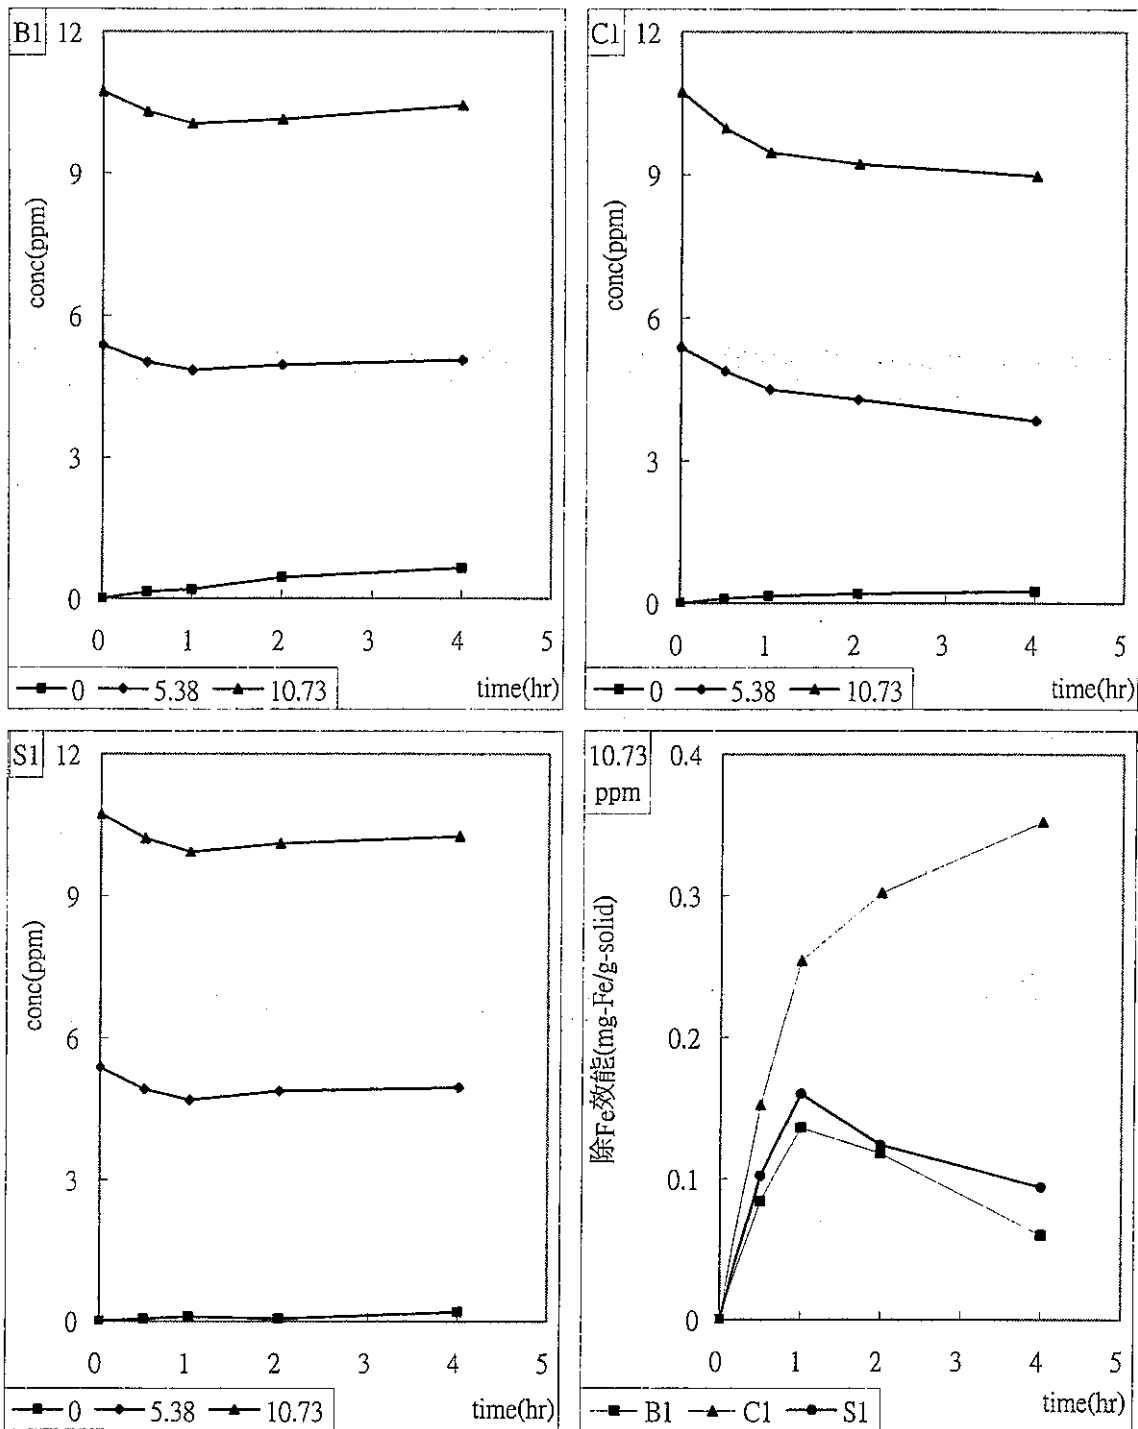 B1
12
9
6
3
0
conc(ppm)
0 1 2 3 4 5
0 5.38 10.73 time(hr)
C1
12
9
6
3
0
conc(ppm)
0 1 2 3 4 5
0 5.38 10.73 time(hr)
S1
12
9
6
3
0
conc(ppm)
0 1 2 3 4 5
0 5.38 10.73 time(hr)
10.73
ppm
0.4
0.3
0.2
0.1
0
除Fe效能(mg-Fe/g-solid)
0 1 2 3 4 5
B1 C1 S1 time(hr)